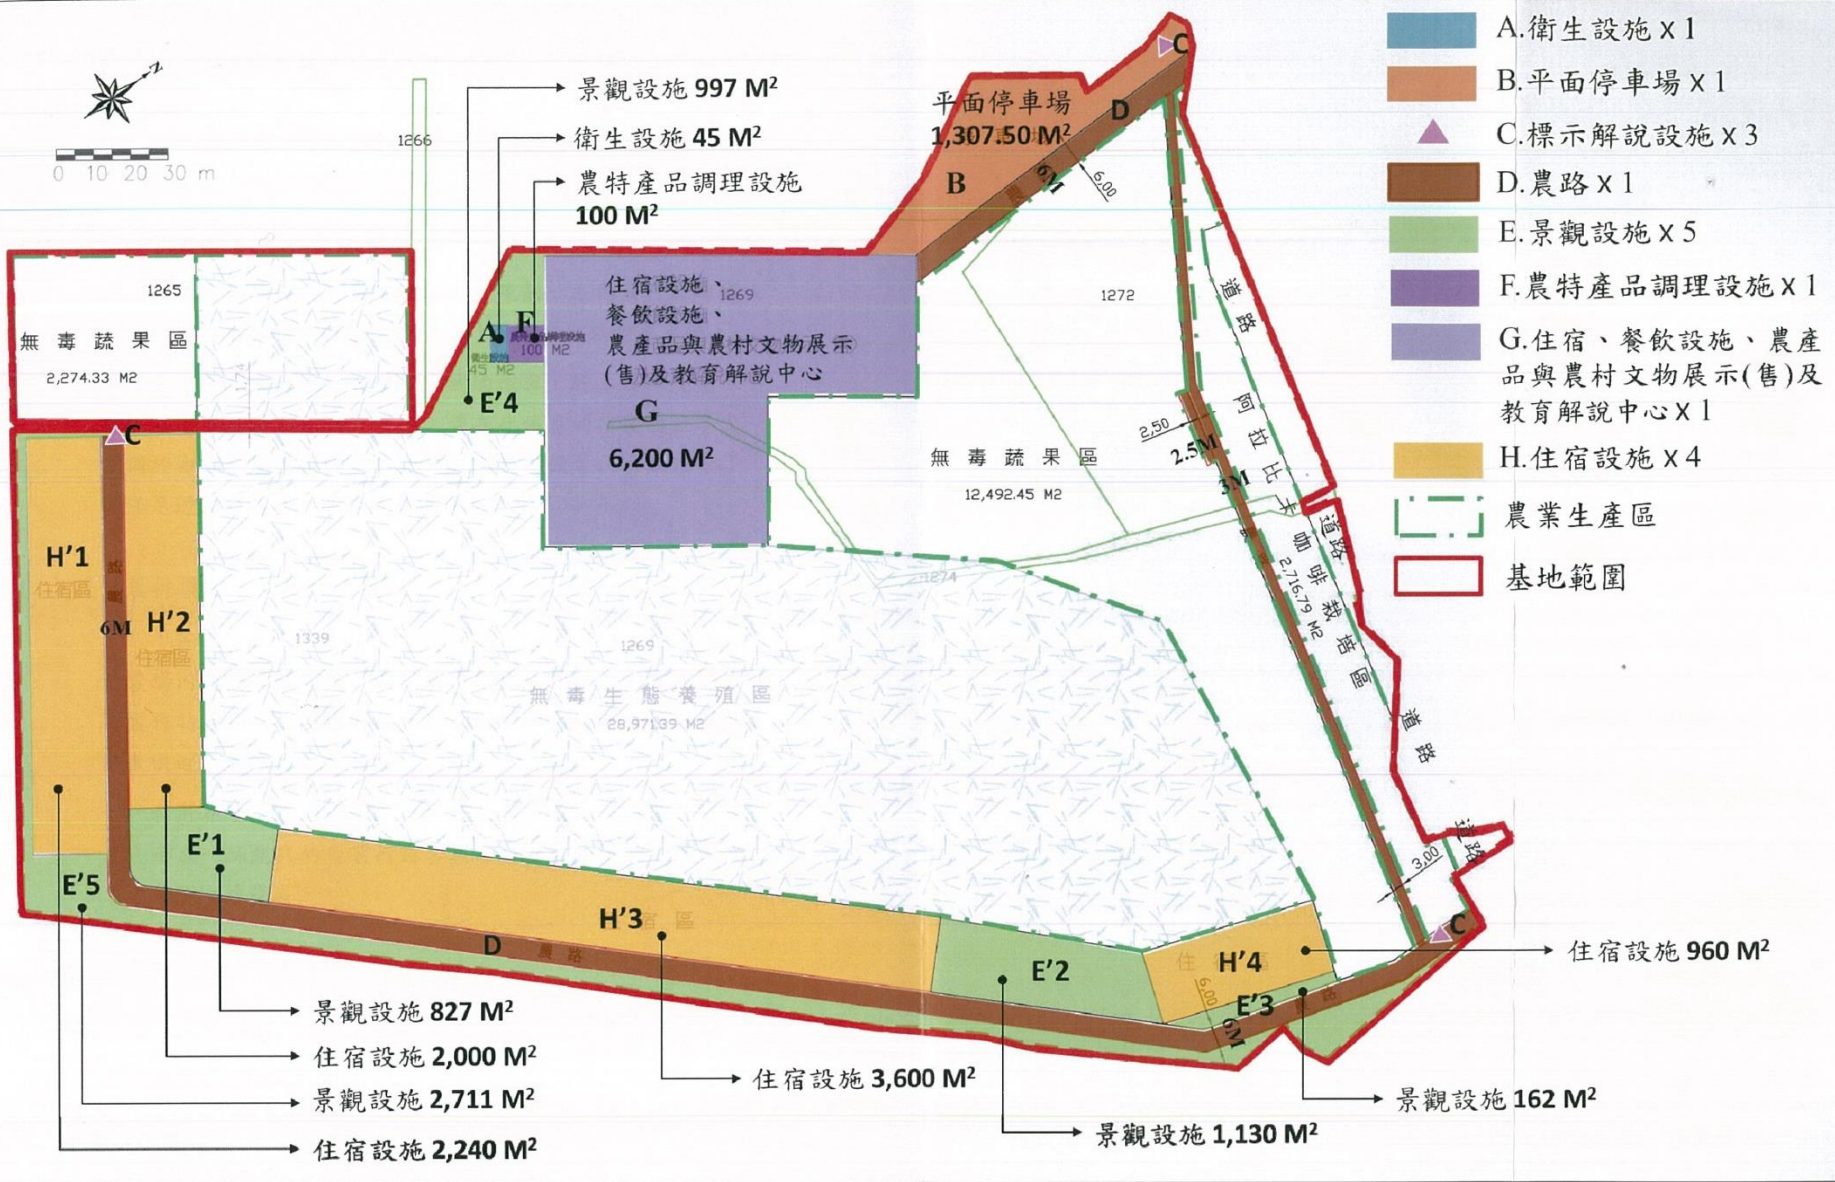 N
0 10 20 30 m
景觀設施 997 M²
衛生設施 45 M²
農特產品調理設施
100 M²
1266
平面停車場
1,307.50 M²
B
D
C
6M
6.00
1265
無毒蔬果區
2,274.33 M2
A
F
100 M2
45 M2
E'4
住宿設施、
餐飲設施、
農產品與農村文物展示
(售)及教育解說中心
1269
G
6,200 M²
1272
無毒蔬果區
12,492.45 M2
2,50
2.5M
3M
道路
阿拉比卡咖啡栽培區
2,716.79 M2
道路
道路
道路
3,00
C
C
H'1
住宿區
6M
H'2
住宿區
1339
1269
1274
無毒生態養殖區
28,971.39 M2
E'1
E'5
D
農路
H'3
E'2
H'4
E'3
6,00
6M
住宿設施 960 M²
景觀設施 827 M²
住宿設施 2,000 M²
景觀設施 2,711 M²
住宿設施 2,240 M²
住宿設施 3,600 M²
景觀設施 162 M²
景觀設施 1,130 M²
A.衛生設施 x 1
B.平面停車場 x 1
C.標示解說設施 x 3
D.農路 x 1
E.景觀設施 x 5
F.農特產品調理設施 x 1
G.住宿、餐飲設施、農產
品與農村文物展示(售)及
教育解說中心 x 1
H.住宿設施 x 4
農業生產區
基地範圍